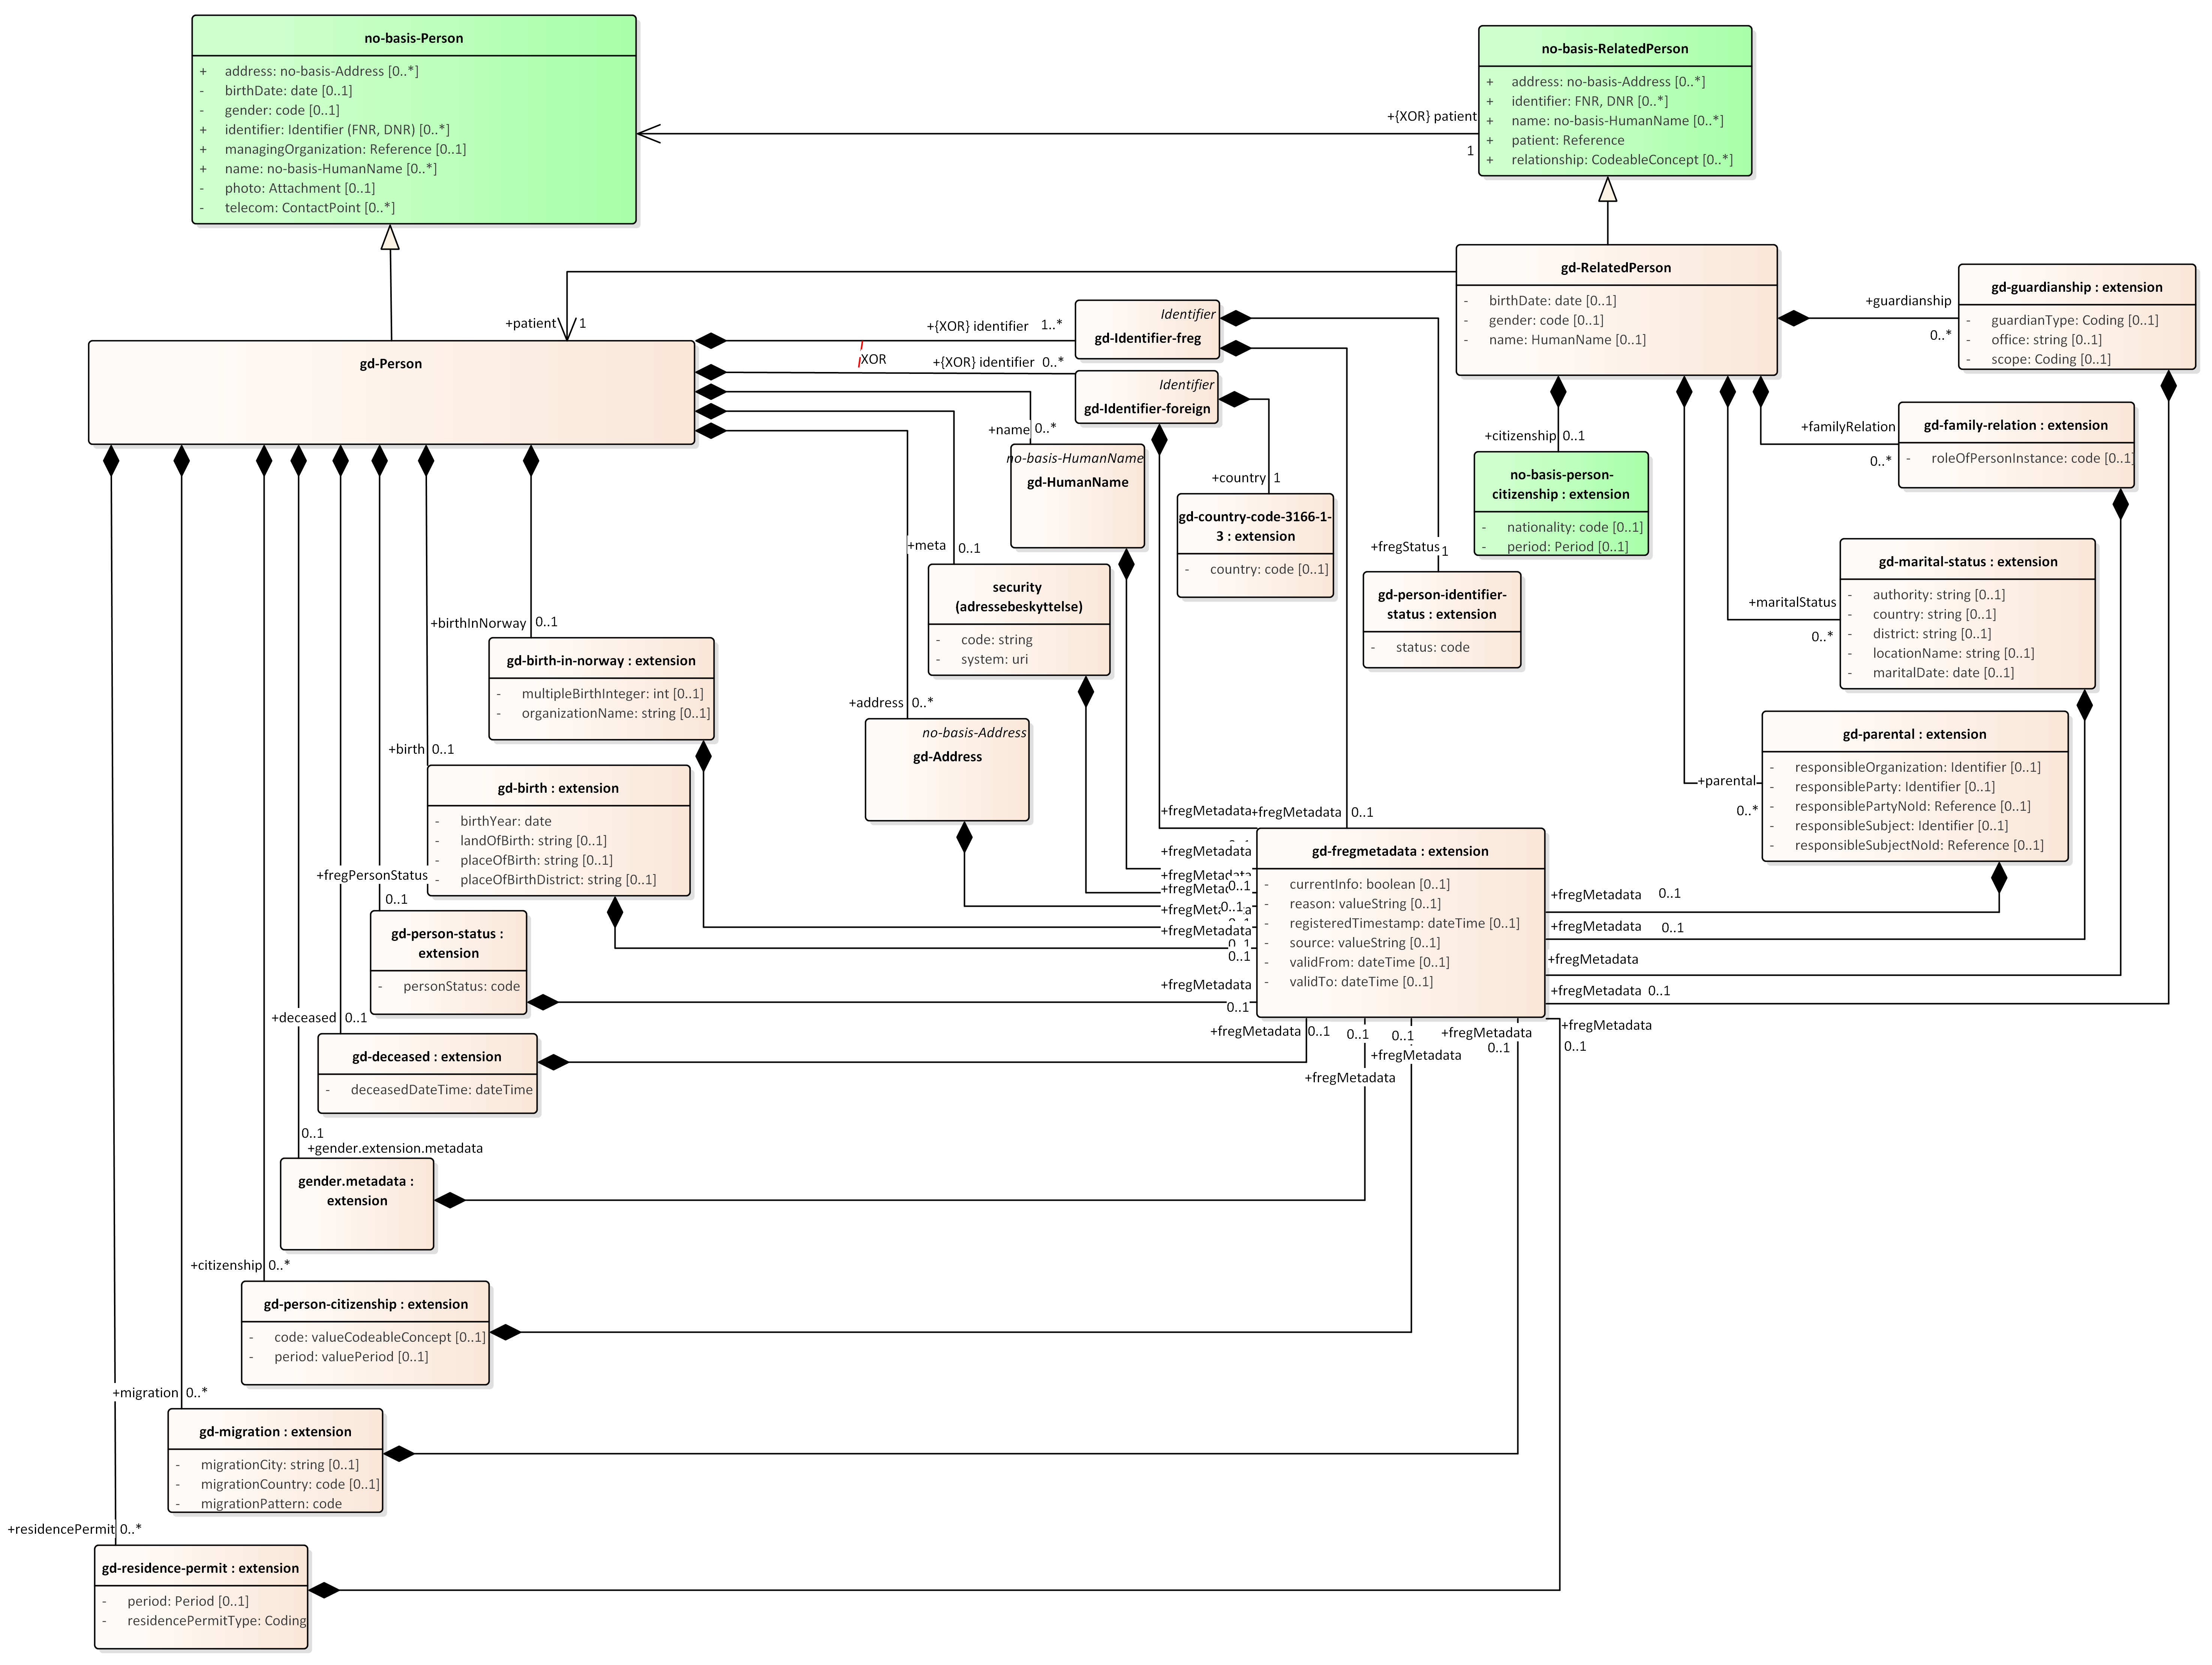 no-basis-Person
+ address: no-basis-Address [0..*]
- birthDate: date [0..1]
- gender: code [0..1]
+ identifier: Identifier (FNR, DNR) [0..*]
+ managingOrganization: Reference [0..1]
+ name: no-basis-HumanName [0..*]
- photo: Attachment [0..1]
- telecom: ContactPoint [0..*]
no-basis-RelatedPerson
+ address: no-basis-Address [0..*]
+ identifier: FNR, DNR [0..*]
+ name: no-basis-HumanName [0..*]
+ patient: Reference
+ relationship: CodeableConcept [0..*]
+{XOR} patient
1
gd-RelatedPerson
- birthDate: date [0..1]
- gender: code [0..1]
- name: HumanName [0..1]
+guardianship
0..*
gd-guardianship : extension
- guardianType: Coding [0..1]
- office: string [0..1]
- scope: Coding [0..1]
+patient 1
gd-Person
+{XOR} identifier 1..*
XOR
+{XOR} identifier 0..*
Identifier
gd-Identifier-freg
Identifier
gd-Identifier-foreign
+name 0..*
no-basis-HumanName
gd-HumanName
+country 1
gd-country-code-3166-1-
3 : extension
- country: code [0..1]
+fregStatus 1
gd-person-identifier-
status : extension
- status: code
+citizenship 0..1
no-basis-person-
citizenship : extension
- nationality: code [0..1]
- period: Period [0..1]
+familyRelation
0..*
gd-family-relation : extension
- roleOfPersonInstance: code [0..1]
+maritalStatus
0..*
gd-marital-status : extension
- authority: string [0..1]
- country: string [0..1]
- district: string [0..1]
- locationName: string [0..1]
- maritalDate: date [0..1]
+parental
0..*
gd-parental : extension
- responsibleOrganization: Identifier [0..1]
- responsibleParty: Identifier [0..1]
- responsiblePartyNoId: Reference [0..1]
- responsibleSubject: Identifier [0..1]
- responsibleSubjectNoId: Reference [0..1]
+meta 0..1
security
(adressebeskyttelse)
- code: string
- system: uri
+address 0..*
no-basis-Address
gd-Address
+birthInNorway 0..1
gd-birth-in-norway : extension
- multipleBirthInteger: int [0..1]
- organizationName: string [0..1]
+birth 0..1
gd-birth : extension
- birthYear: date
- landOfBirth: string [0..1]
- placeOfBirth: string [0..1]
- placeOfBirthDistrict: string [0..1]
+fregPersonStatus
0..1
gd-person-status :
extension
- personStatus: code
+fregMetadata +fregMetadata 0..1
+fregMetadata
+fregMetadata
0..1
0..1
+fregMetadata
0..1
0..1
+fregMetadata
0..1
gd-fregmetadata : extension
- currentInfo: boolean [0..1]
- reason: valueString [0..1]
- registeredTimestamp: dateTime [0..1]
- source: valueString [0..1]
- validFrom: dateTime [0..1]
- validTo: dateTime [0..1]
+fregMetadata 0..1
+fregMetadata 0..1
+fregMetadata
+fregMetadata 0..1
+fregMetadata 0..1
0..1
+fregMetadata
0..1
+fregMetadata
+fregMetadata
0..1
+fregMetadata
0..1
+deceased 0..1
gd-deceased : extension
- deceasedDateTime: dateTime
0..1
+gender.extension.metadata
gender.metadata :
extension
+citizenship 0..*
gd-person-citizenship : extension
- code: valueCodeableConcept [0..1]
- period: valuePeriod [0..1]
+migration 0..*
gd-migration : extension
- migrationCity: string [0..1]
- migrationCountry: code [0..1]
- migrationPattern: code
+residencePermit 0..*
gd-residence-permit : extension
- period: Period [0..1]
- residencePermitType: Coding